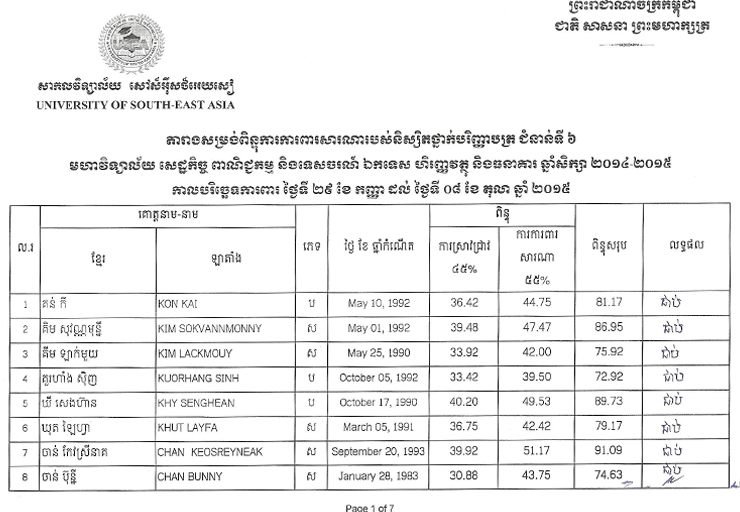 ព្រះរាជាណាចក្រកម្ពុជា
ជាតិ សាសនា ព្រះមហាក្សត្រ
សាកលវិទ្យាល័យ សៅស៍អ៊ីសថ៍អេយសៀ
UNIVERSITY OF SOUTH-EAST ASIA
តារាងសម្រង់ពិន្ទុការការពារសារណារបស់និស្សិតថ្នាក់បរិញ្ញាបត្រ ជំនាន់ទី ៦
មហាវិទ្យាល័យ សេដ្ឋកិច្ច ពាណិជ្ជកម្ម និងទេសចរណ៍ ឯកទេស ហិរញ្ញវត្ថុ និងធនាគារ ឆ្នាំសិក្សា ២០១៤-២០១៥
កាលបរិច្ឆេទការពារ ថ្ងៃទី ២៩ ខែ កញ្ញា ដល់ ថ្ងៃទី ០៨ ខែ តុលា ឆ្នាំ ២០១៥
ល.រ គោត្តនាម-នាម ភេទ ថ្ងៃ ខែ ឆ្នាំកំណើត ពិន្ទុ ពិន្ទុសរុប លទ្ធផល
ខ្មែរ ឡាតាំង ការស្រាវជ្រាវ ៤៥% ការការពារ សារណា ៥៥%
1 គន់ កី KON KAI ប May 10, 1992 36.42 44.75 81.17 ជាប់
2 គិម សុវណ្ណមុន្នី KIM SOKVANNMONNY ស May 01, 1992 39.48 47.47 86.95 ជាប់
3 គីម ឡាក់មួយ KIM LACKMOUY ស May 25, 1990 33.92 42.00 75.92 ជាប់
4 គួរហាំង ស៊ិញ KUORHANG SINH ប October 05, 1992 33.42 39.50 72.92 ជាប់
5 ឃី សេងហ៊ាន KHY SENGHEAN ប October 17, 1990 40.20 49.53 89.73 ជាប់
6 ឃុត ឡៃហ្វា KHUT LAYFA ស March 05, 1991 36.75 42.42 79.17 ជាប់
7 ចាន់ កែវស្រីនាគ CHAN KEOSREYNEAK ស September 20, 1993 39.92 51.17 91.09 ជាប់
8 ចាន់ ប៊ុន្នី CHAN BUNNY ស January 28, 1983 30.88 43.75 74.63 ជាប់
Page 1 of 7